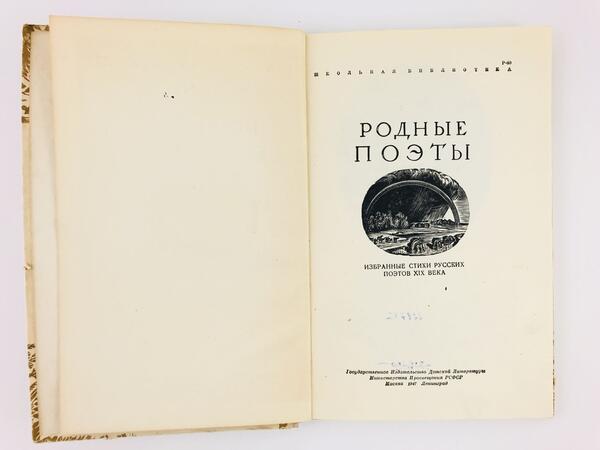 Р-60
ШКОЛЬНАЯ БИБЛИОТЕКА
РОДНЫЕ
ПОЭТЫ
ИЗБРАННЫЕ СТИХИ РУССКИХ
ПОЭТОВ XIX ВЕКА
Государственное Издательство Детской Литературы
Министерства Просвещения РСФСР
Москва 1947 Ленинград